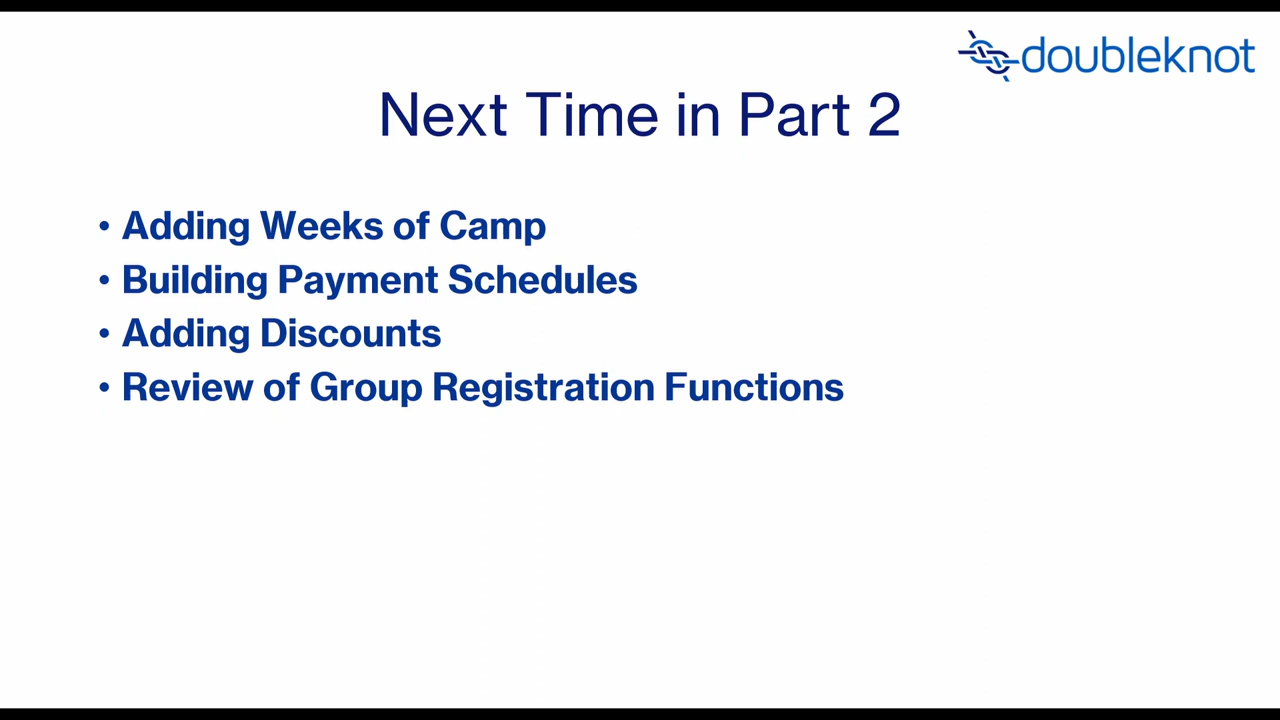 doubleknot
Next Time in Part 2
• Adding Weeks of Camp
• Building Payment Schedules
• Adding Discounts
• Review of Group Registration Functions